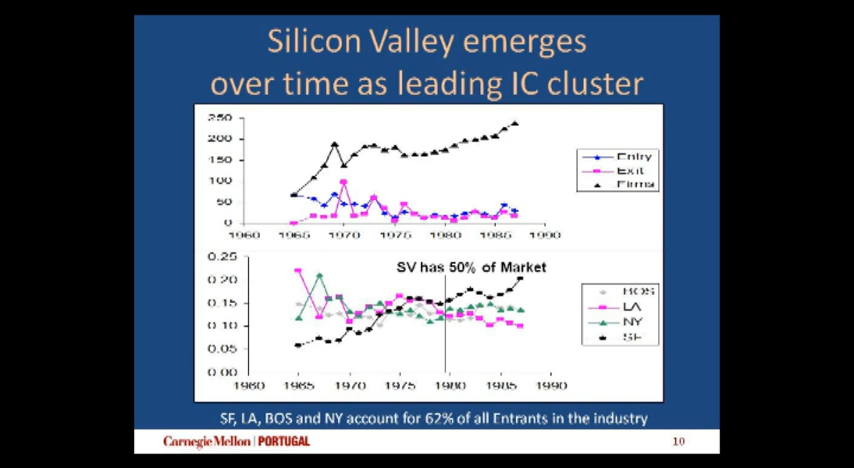 Silicon Valley emerges
over time as leading IC cluster
250
200
150
100
50
0
1960 1965 1970 1975 1980 1985 1990
Entry
Exit
Firms
0.25
0.20
0.15
0.10
0.05
0.00
1960 1965 1970 1975 1980 1985 1990
SV has 50% of Market
BOS
LA
NY
SF
SF, LA, BOS and NY account for 62% of all Entrants in the industry
Carnegie Mellon | PORTUGAL
10